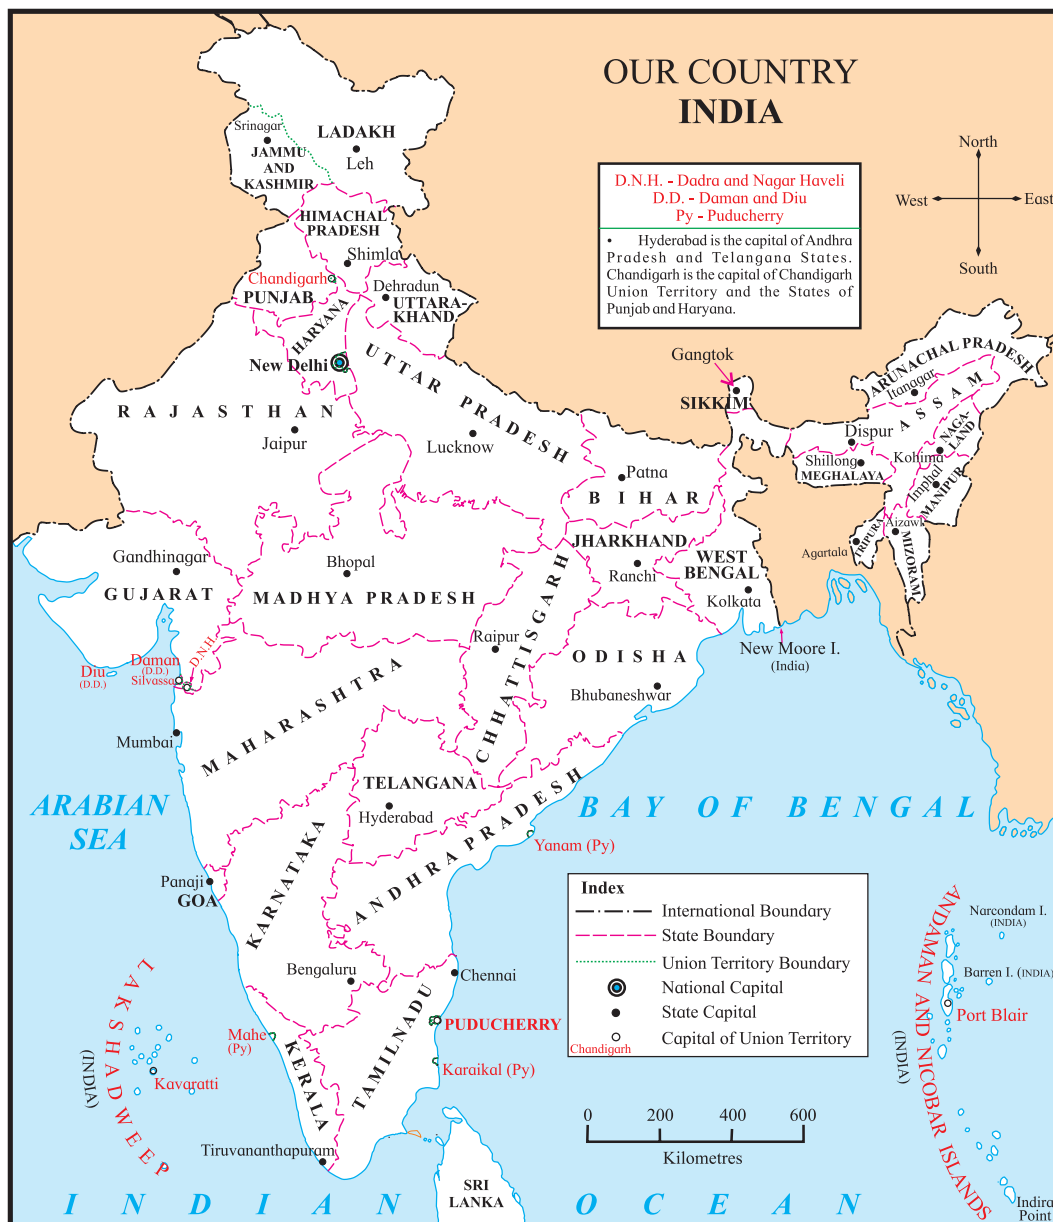 OUR COUNTRY
INDIA
North
West
East
South
D.N.H. - Dadra and Nagar Haveli
D.D. - Daman and Diu
Py - Puducherry
• Hyderabad is the capital of Andhra
Pradesh and Telangana States.
Chandigarh is the capital of Chandigarh
Union Territory and the States of
Punjab and Haryana.
Srinagar
JAMMU
AND
KASHMIR
LADAKH
Leh
HIMACHAL
PRADESH
Shimla
Chandigarh
PUNJAB
Dehradun
UTTARA-
KHAND
HARYANA
New Delhi
UTTAR PRADESH
Lucknow
RAJASTHAN
Jaipur
Gangtok
SIKKIM
ARUNACHAL PRADESH
Itanagar
ASSAM
Dispur
NAGA-
LAND
Kohima
Shillong
MEGHALAYA
Imphal
MANIPUR
Aizawl
MIZORAM
TRIPURA
Agartala
Patna
BIHAR
JHARKHAND
Ranchi
WEST
BENGAL
Kolkata
New Moore I.
(India)
Gandhinagar
GUJARAT
Bhopal
MADHYA PRADESH
Raipur
CHHATTISGARH
ODISHA
Bhubaneshwar
D.N.H.
Daman
(D.D.)
Silvassa
Diu
(D.D.)
Mumbai
MAHARASHTRA
TELANGANA
Hyderabad
ANDHRA PRADESH
Yanam (Py)
ARABIAN
SEA
BAY OF BENGAL
Panaji
GOA
KARNATAKA
Bengaluru
Chennai
TAMILNADU
PUDUCHERRY
Karaikal (Py)
Mahe
(Py)
KERALA
Tiruvananthapuram
LAKSHADWEEP
(INDIA)
Kavaratti
Index
International Boundary
State Boundary
Union Territory Boundary
National Capital
State Capital
Chandigarh
Capital of Union Territory
0 200 400 600
Kilometres
ANDAMAN AND NICOBAR ISLANDS
(INDIA)
Narcondam I.
(INDIA)
Barren I. (INDIA)
Port Blair
Indira
Point
SRI
LANKA
INDIAN OCEAN